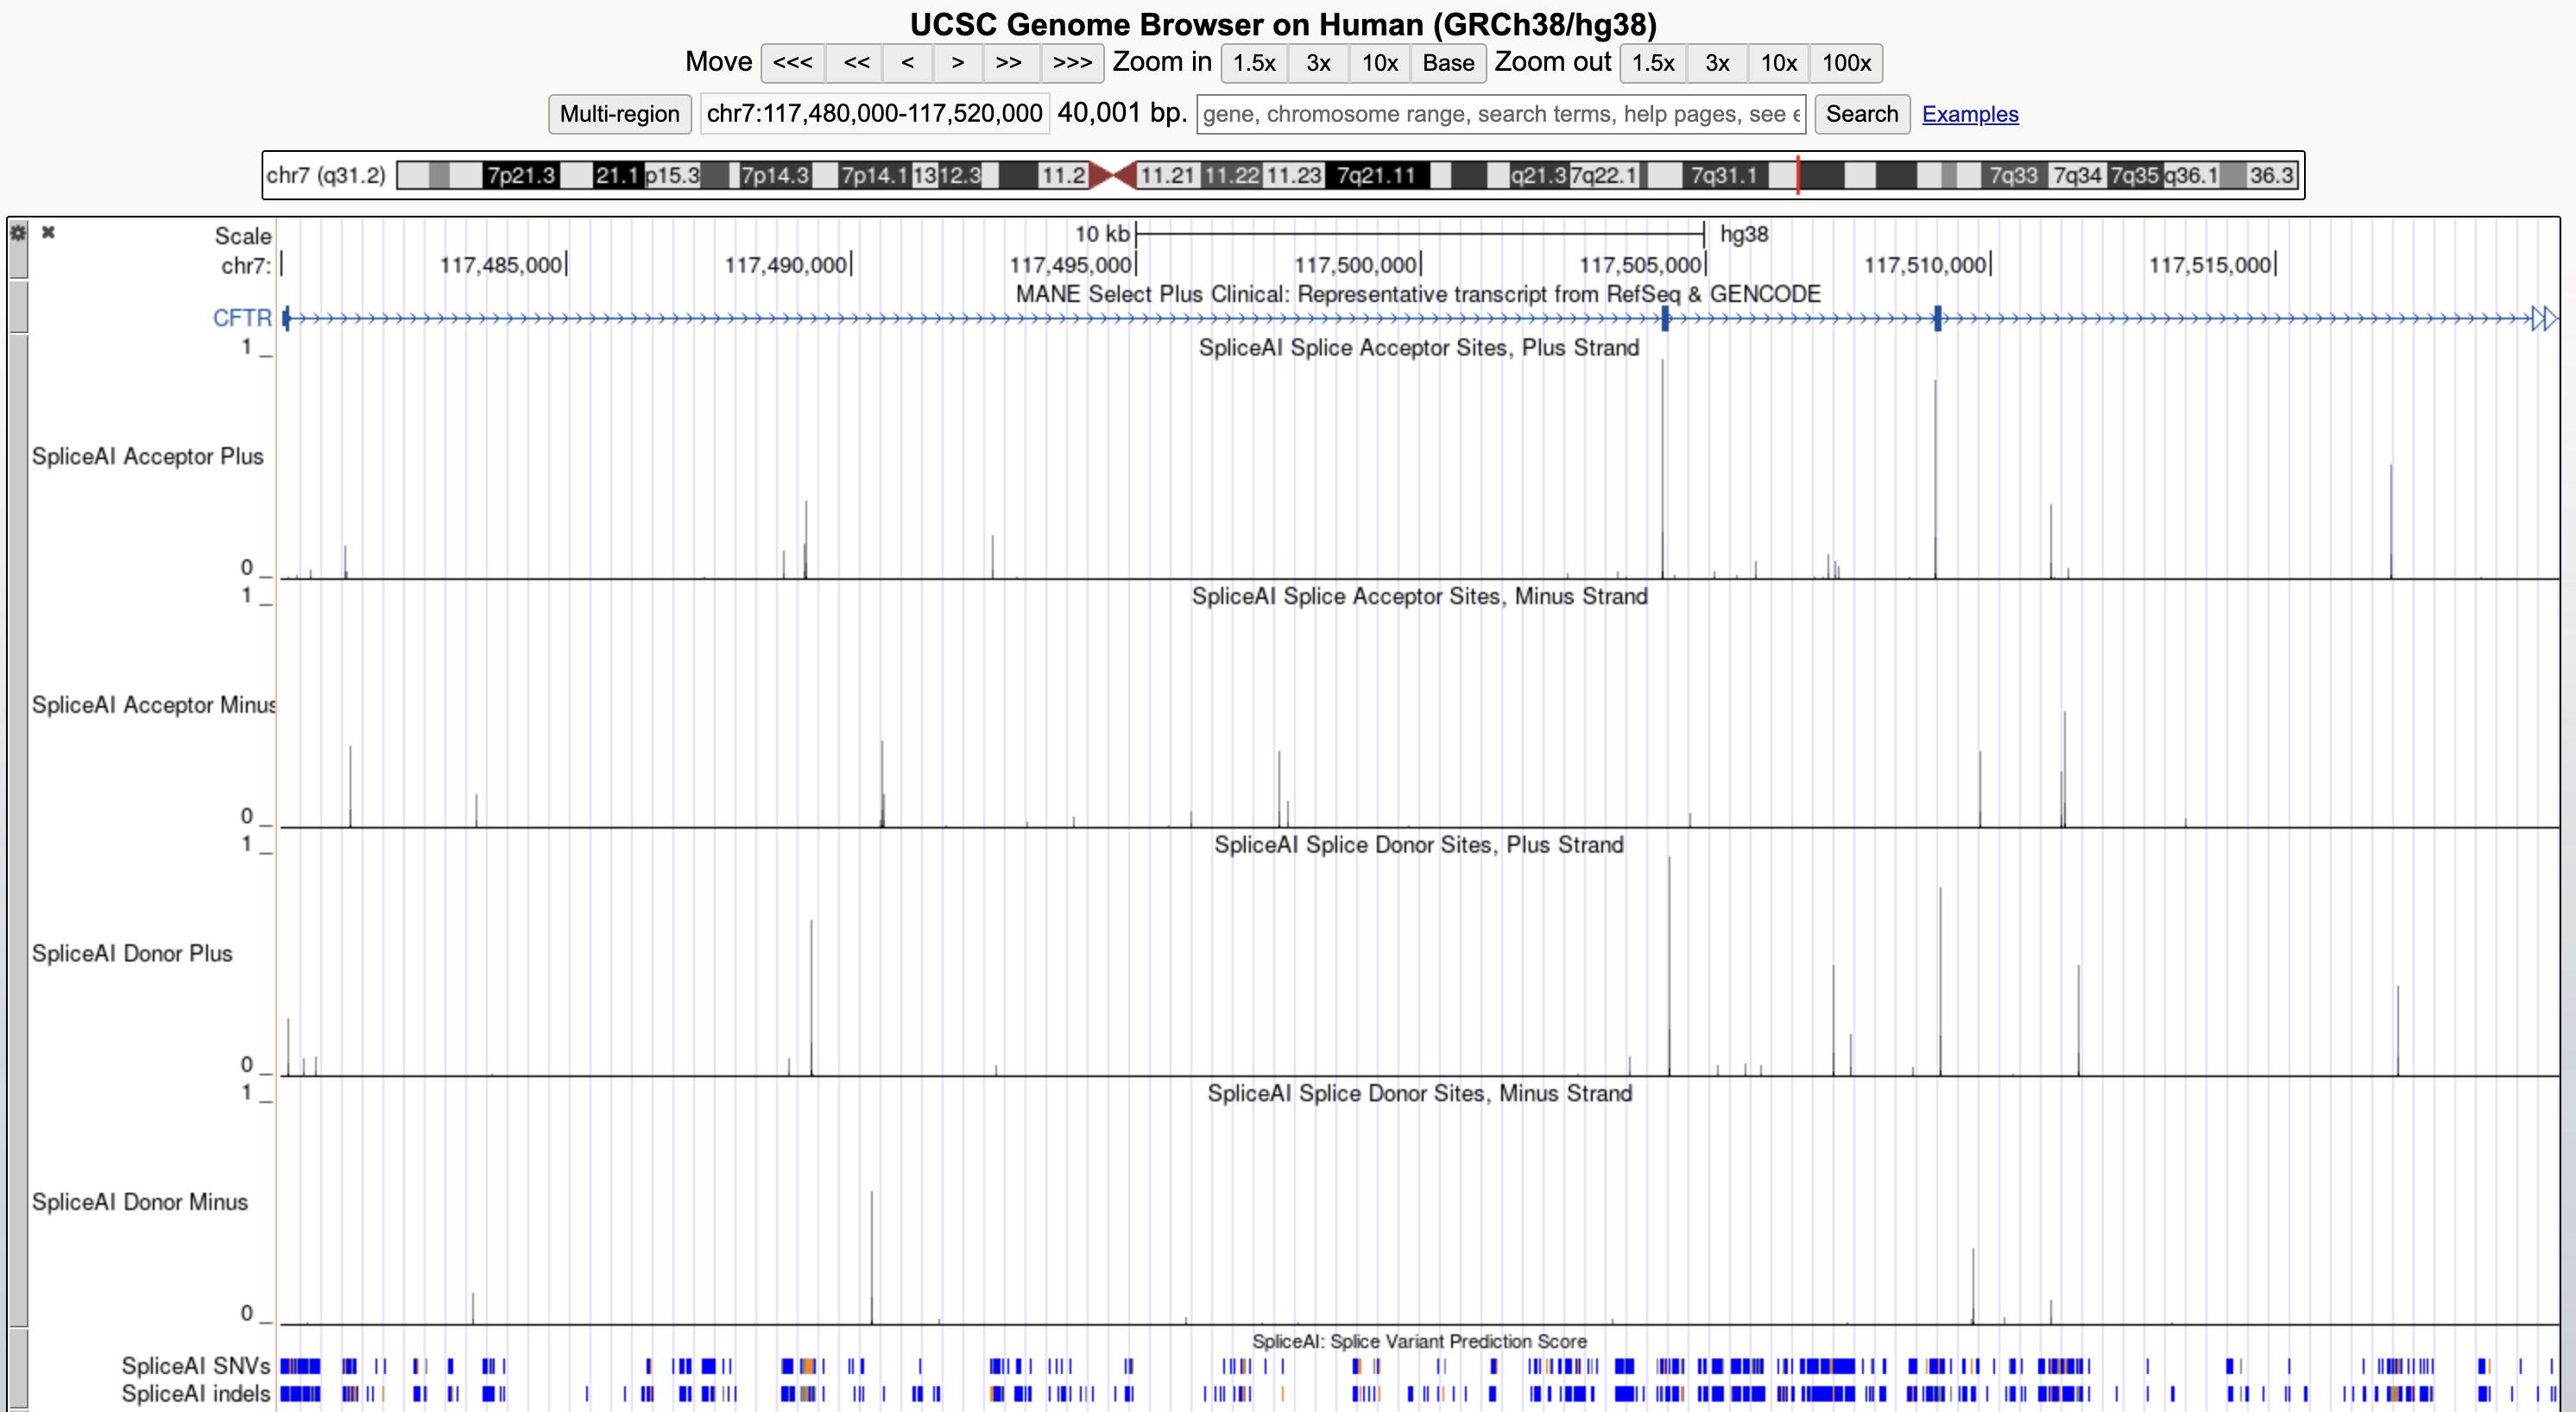 UCSC Genome Browser on Human (GRCh38/hg38)
Move <<< << < > >> >>> Zoom in 1.5x 3x 10x Base Zoom out 1.5x 3x 10x 100x
Multi-region chr7:117,480,000-117,520,000 40,001 bp. gene, chromosome range, search terms, help pages, see e Search Examples
chr7 (q31.2) 7p21.3 21.1 p15.3 7p14.3 7p14.1 13 12.3 11.2 11.21 11.22 11.23 7q21.11 q21.3 7q22.1 7q31.1 7q33 7q34 7q35 q36.1 36.3
Scale 10 kb hg38
chr7: 117,485,000 117,490,000 117,495,000 117,500,000 117,505,000 117,510,000 117,515,000
MANE Select Plus Clinical: Representative transcript from RefSeq & GENCODE
CFTR
SpliceAI Splice Acceptor Sites, Plus Strand
1
SpliceAI Acceptor Plus
0
SpliceAI Splice Acceptor Sites, Minus Strand
1
SpliceAI Acceptor Minus
0
SpliceAI Splice Donor Sites, Plus Strand
1
SpliceAI Donor Plus
0
SpliceAI Splice Donor Sites, Minus Strand
1
SpliceAI Donor Minus
0
SpliceAI: Splice Variant Prediction Score
SpliceAI SNVs
SpliceAI indels